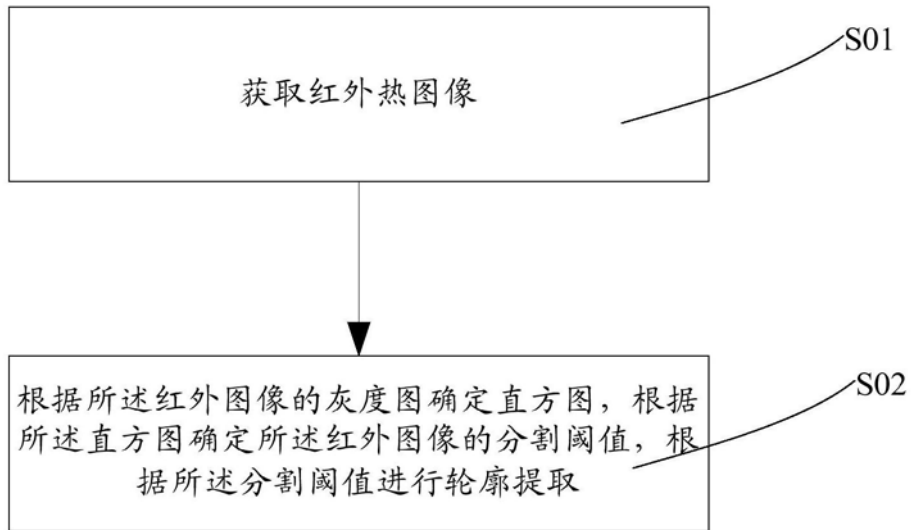 获取红外热图像
S01
根据所述红外图像的灰度图确定直方图，根据
所述直方图确定所述红外图像的分割阈值，根
据所述分割阈值进行轮廓提取
S02